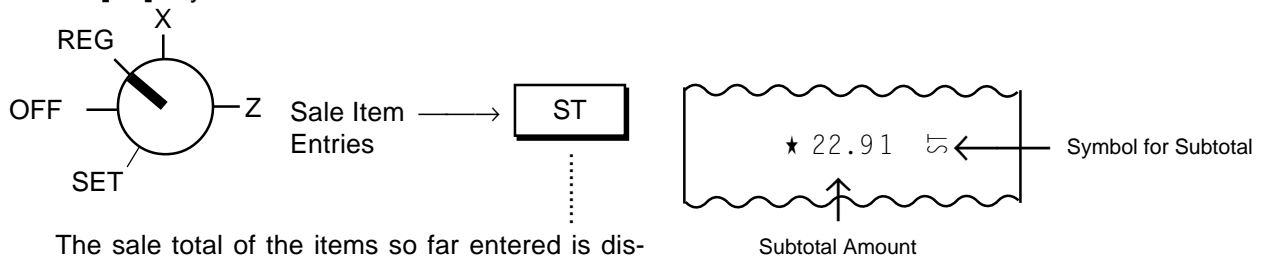 X
REG
OFF
Z
SET
Sale Item
Entries
ST
★ 22.91 ST
Symbol for Subtotal
Subtotal Amount
The sale total of the items so far entered is dis-